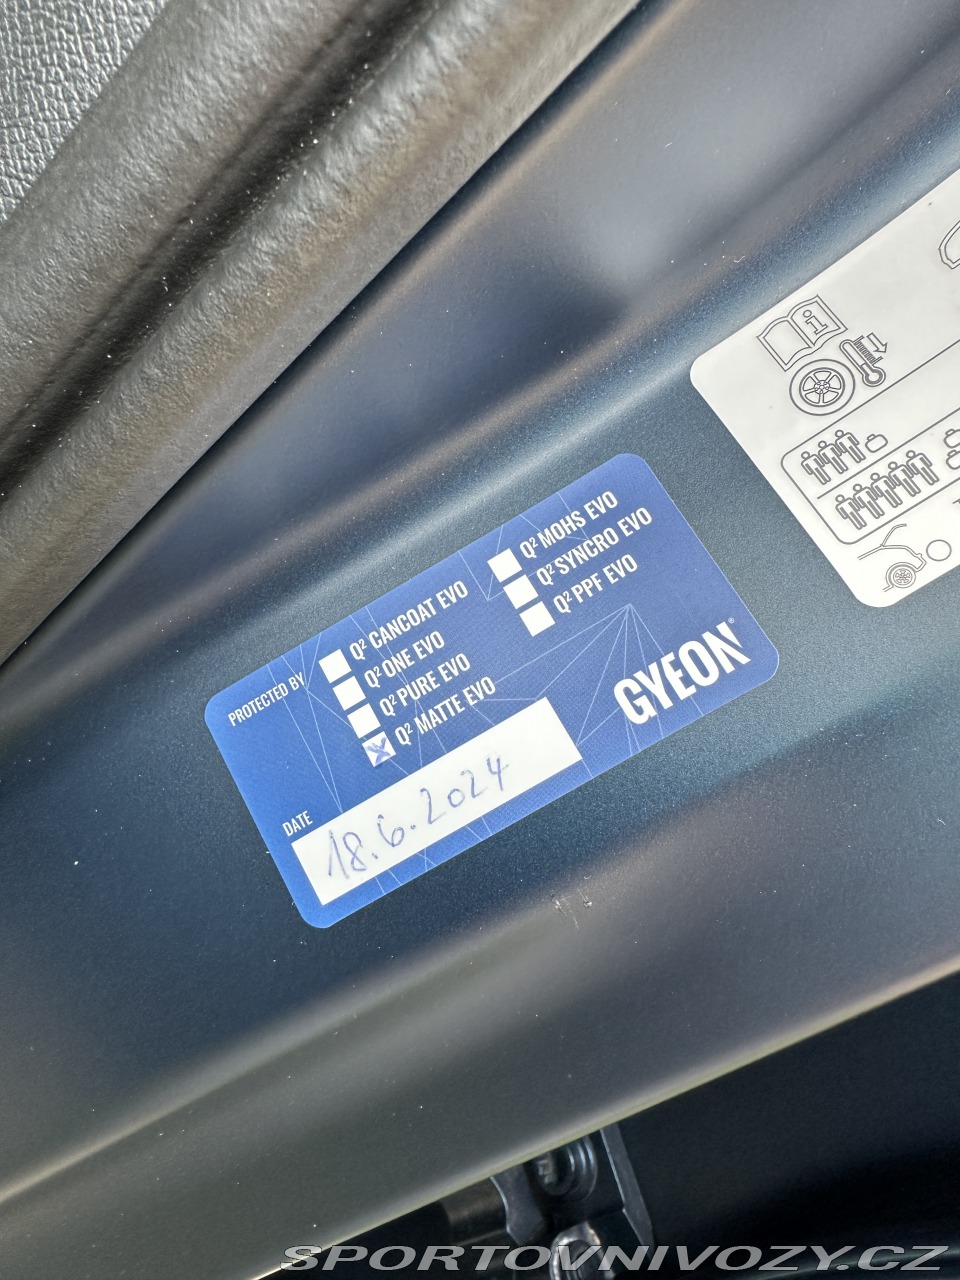 PROTECTED BY
Q² CANCOAT EVO
Q² ONE EVO
Q² PURE EVO
Q² MATTE EVO
Q² MOHS EVO
Q² SYNCRO EVO
Q² PPF EVO
GYEON®
DATE
18.6.2024
SPORTOVNIVOZY.CZ